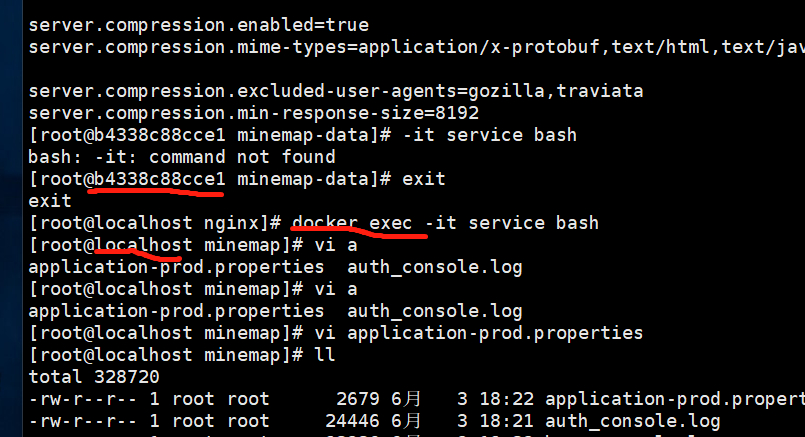 server.compression.enabled=true
server.compression.mime-types=application/x-protobuf,text/html,text/jav
server.compression.excluded-user-agents=gozilla,traviata
server.compression.min-response-size=8192
[root@b4338c88cce1 minemap-data]# -it service bash
bash: -it: command not found
[root@b4338c88cce1 minemap-data]# exit
exit
[root@localhost nginx]# docker exec -it service bash
[root@localhost minemap]# vi a
application-prod.properties  auth_console.log
[root@localhost minemap]# vi a
application-prod.properties  auth_console.log
[root@localhost minemap]# vi application-prod.properties
[root@localhost minemap]# ll
total 328720
-rw-r--r-- 1 root root      2679 6月   3 18:22 application-prod.propert
-rw-r--r-- 1 root root     24446 6月   3 18:21 auth_console.log